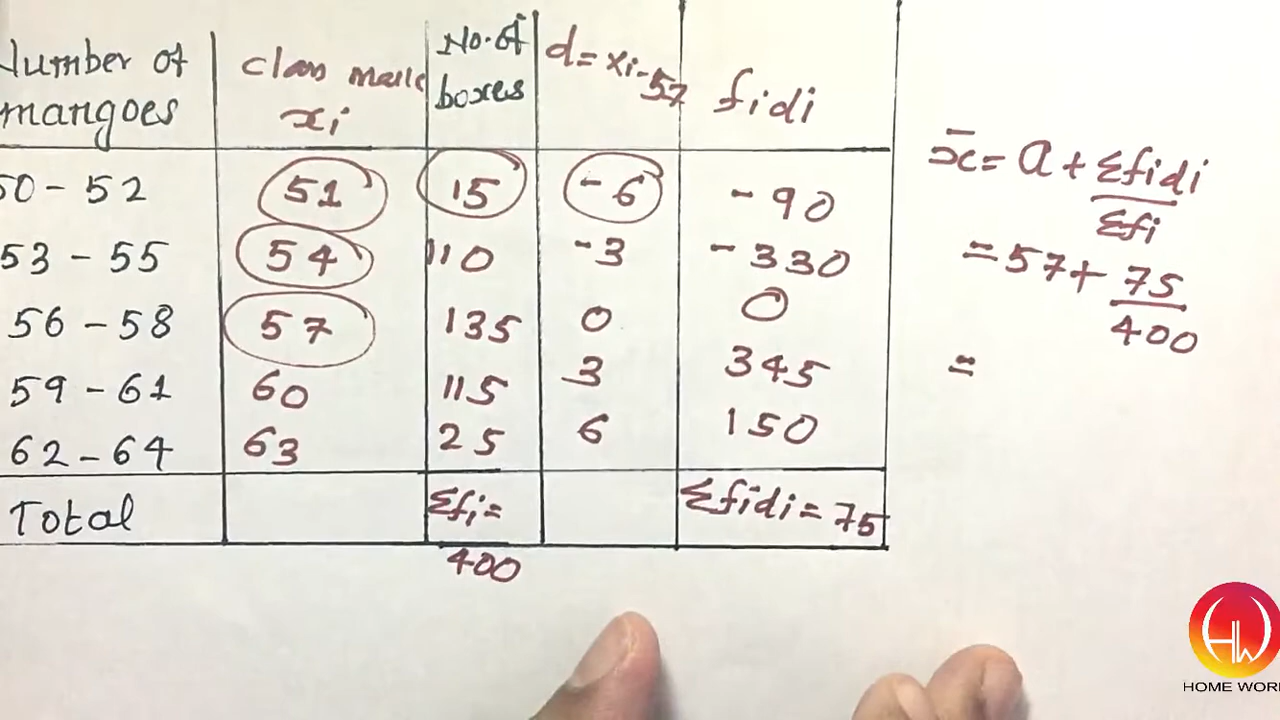 Number of mangoes | class mark xi | No. of boxes | d = xi - 57 | fidi
50 - 52 | 51 | 15 | -6 | -90
53 - 55 | 54 | 110 | -3 | -330
56 - 58 | 57 | 135 | 0 | 0
59 - 61 | 60 | 115 | 3 | 345
62 - 64 | 63 | 25 | 6 | 150
Total | Σfi = 400 | Σfidi = 75
x̄ = a + Σfidi / Σfi
= 57 + 75 / 400
=
HW
HOME WOR